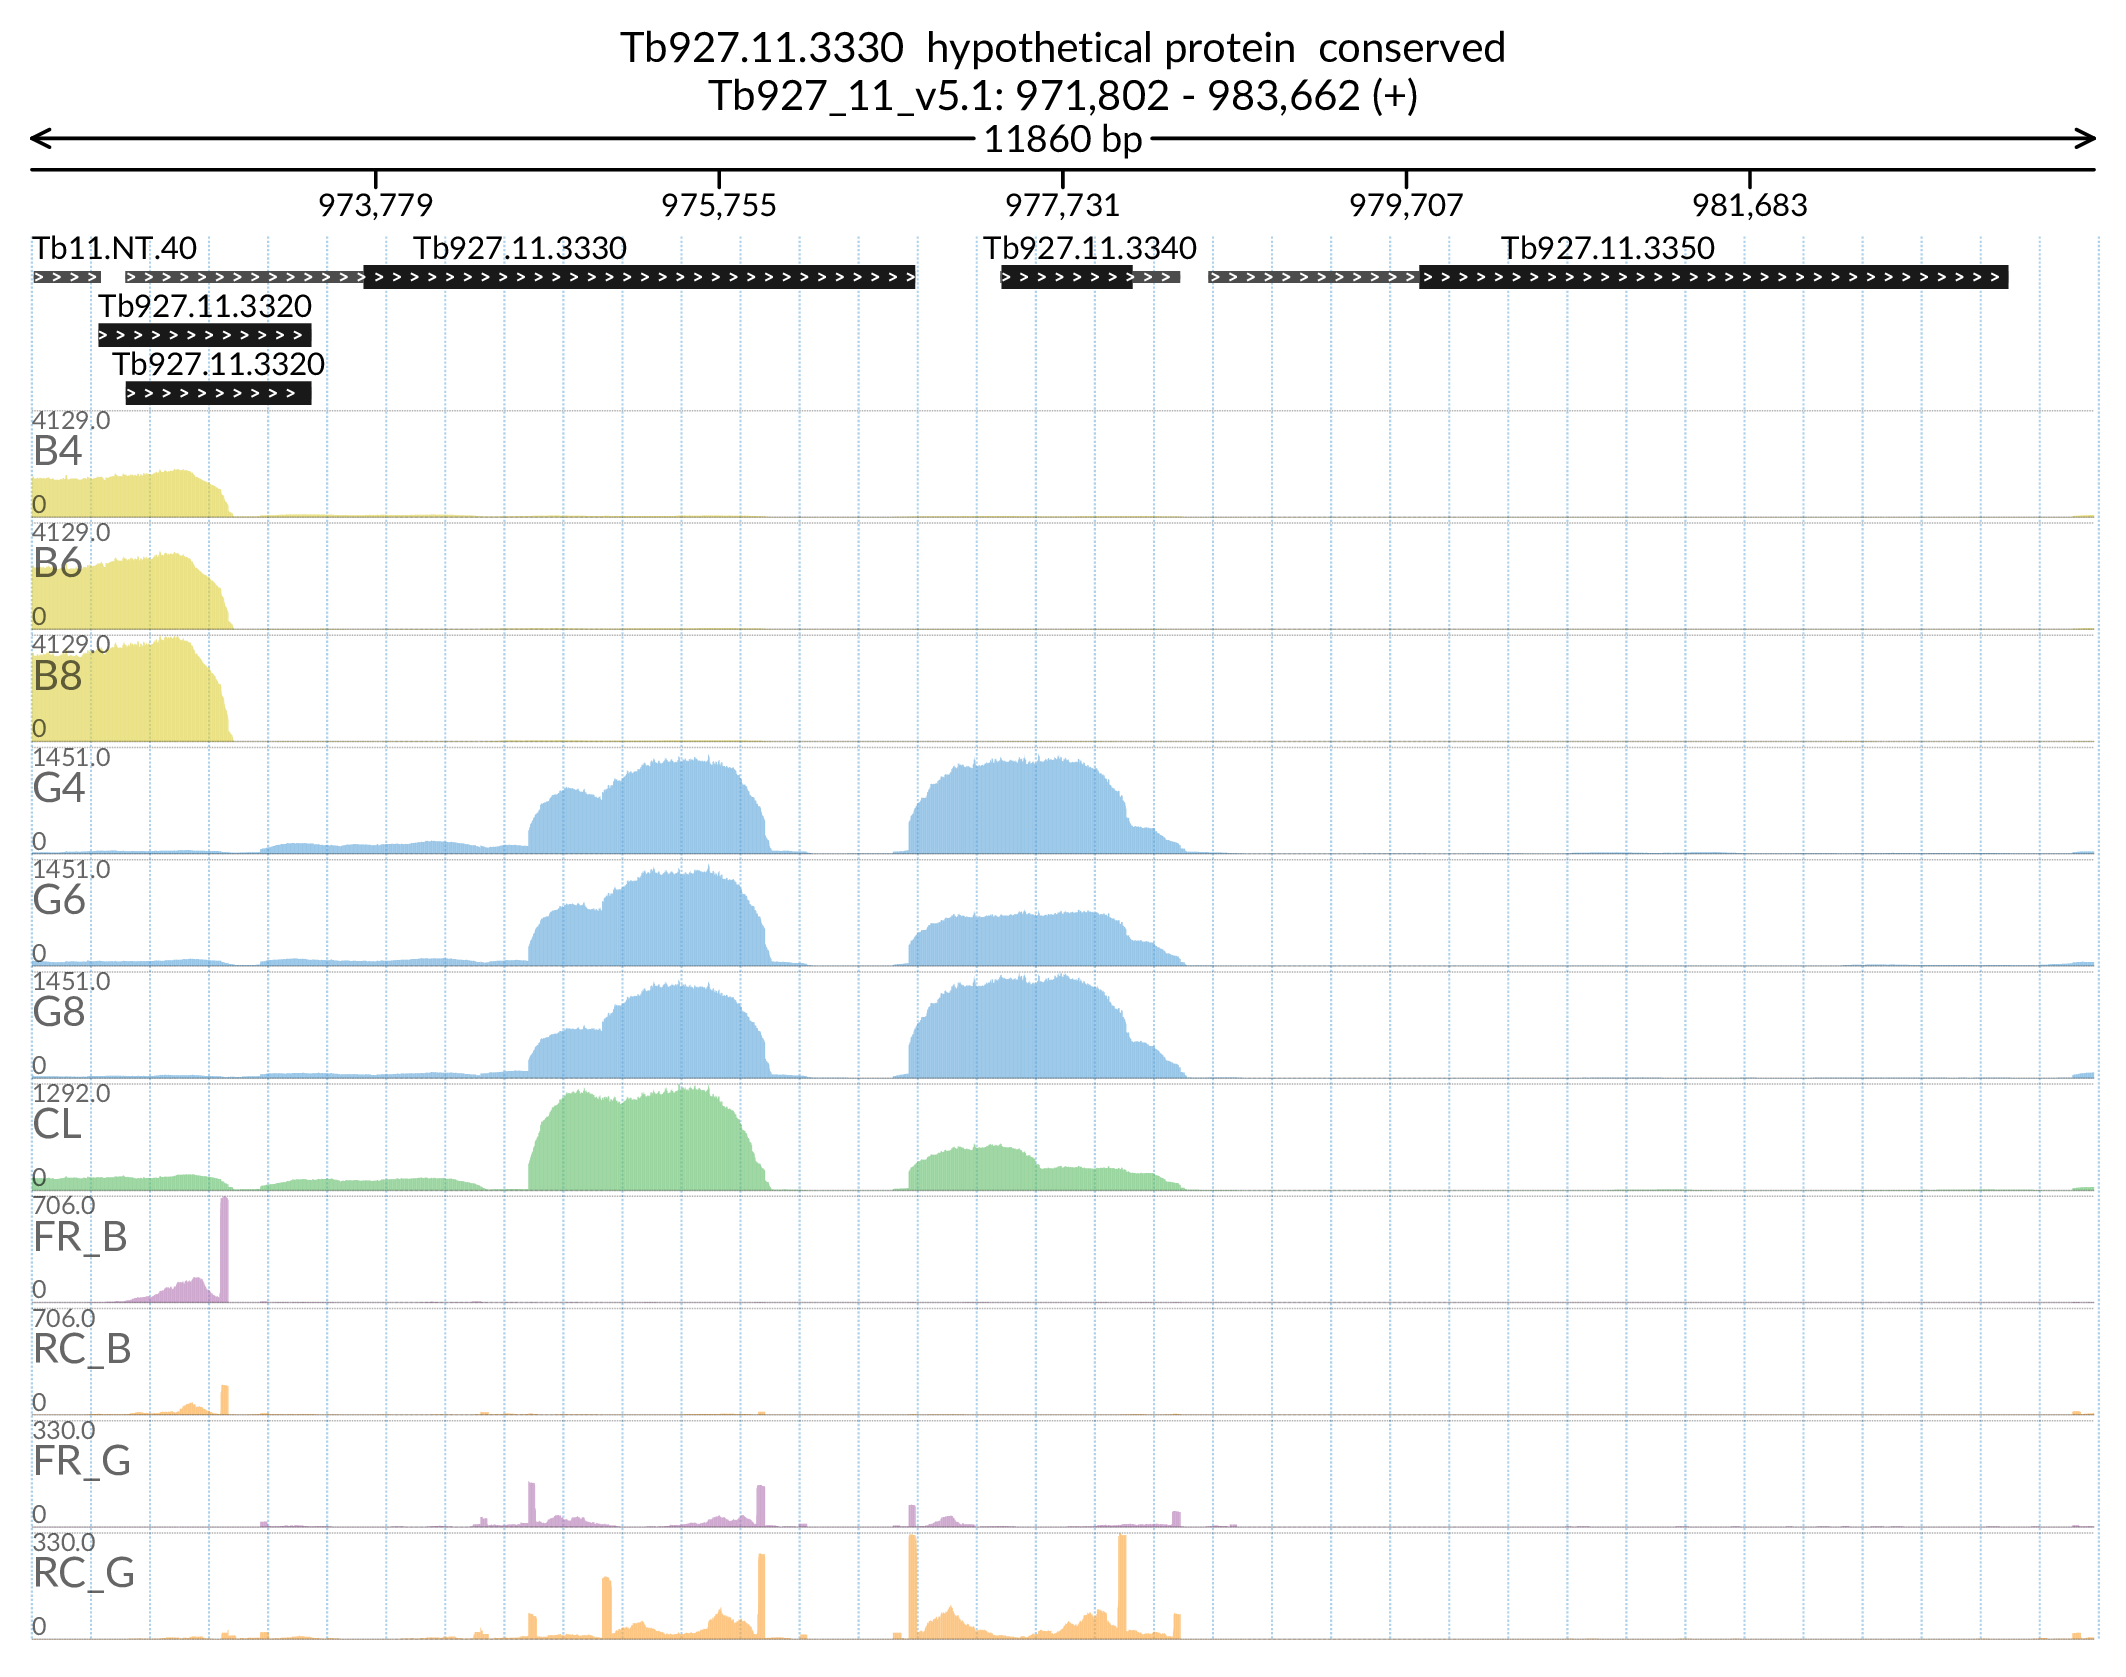 Tb927.11.3330 hypothetical protein conserved
Tb927_11_v5.1: 971,802 - 983,662 (+)
11860 bp
973,779 975,755 977,731 979,707 981,683
Tb11.NT.40 Tb927.11.3330 Tb927.11.3340 Tb927.11.3350
Tb927.11.3320
Tb927.11.3320
4129.0
B4
0
4129.0
B6
0
4129.0
B8
0
1451.0
G4
0
1451.0
G6
0
1451.0
G8
0
1292.0
CL
0
706.0
FR_B
0
706.0
RC_B
0
330.0
FR_G
0
330.0
RC_G
0